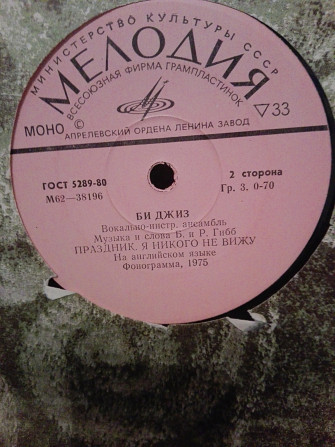 МИНИСТЕРСТВО КУЛЬТУРЫ СССР
МЕЛОДИЯ
ВСЕСОЮЗНАЯ ФИРМА ГРАМПЛАСТИНОК
МОНО ©
▽33
АПРЕЛЕВСКИЙ ОРДЕНА ЛЕНИНА ЗАВОД
ГОСТ 5289-80
М62—38196
2 сторона
Гр. 3. 0-70
БИ ДЖИЗ
Вокально-инстр. ансамбль
Музыка и слова Б. и Р. Гибб
ПРАЗДНИК. Я НИКОГО НЕ ВИЖУ
На английском языке
Фонограмма, 1975